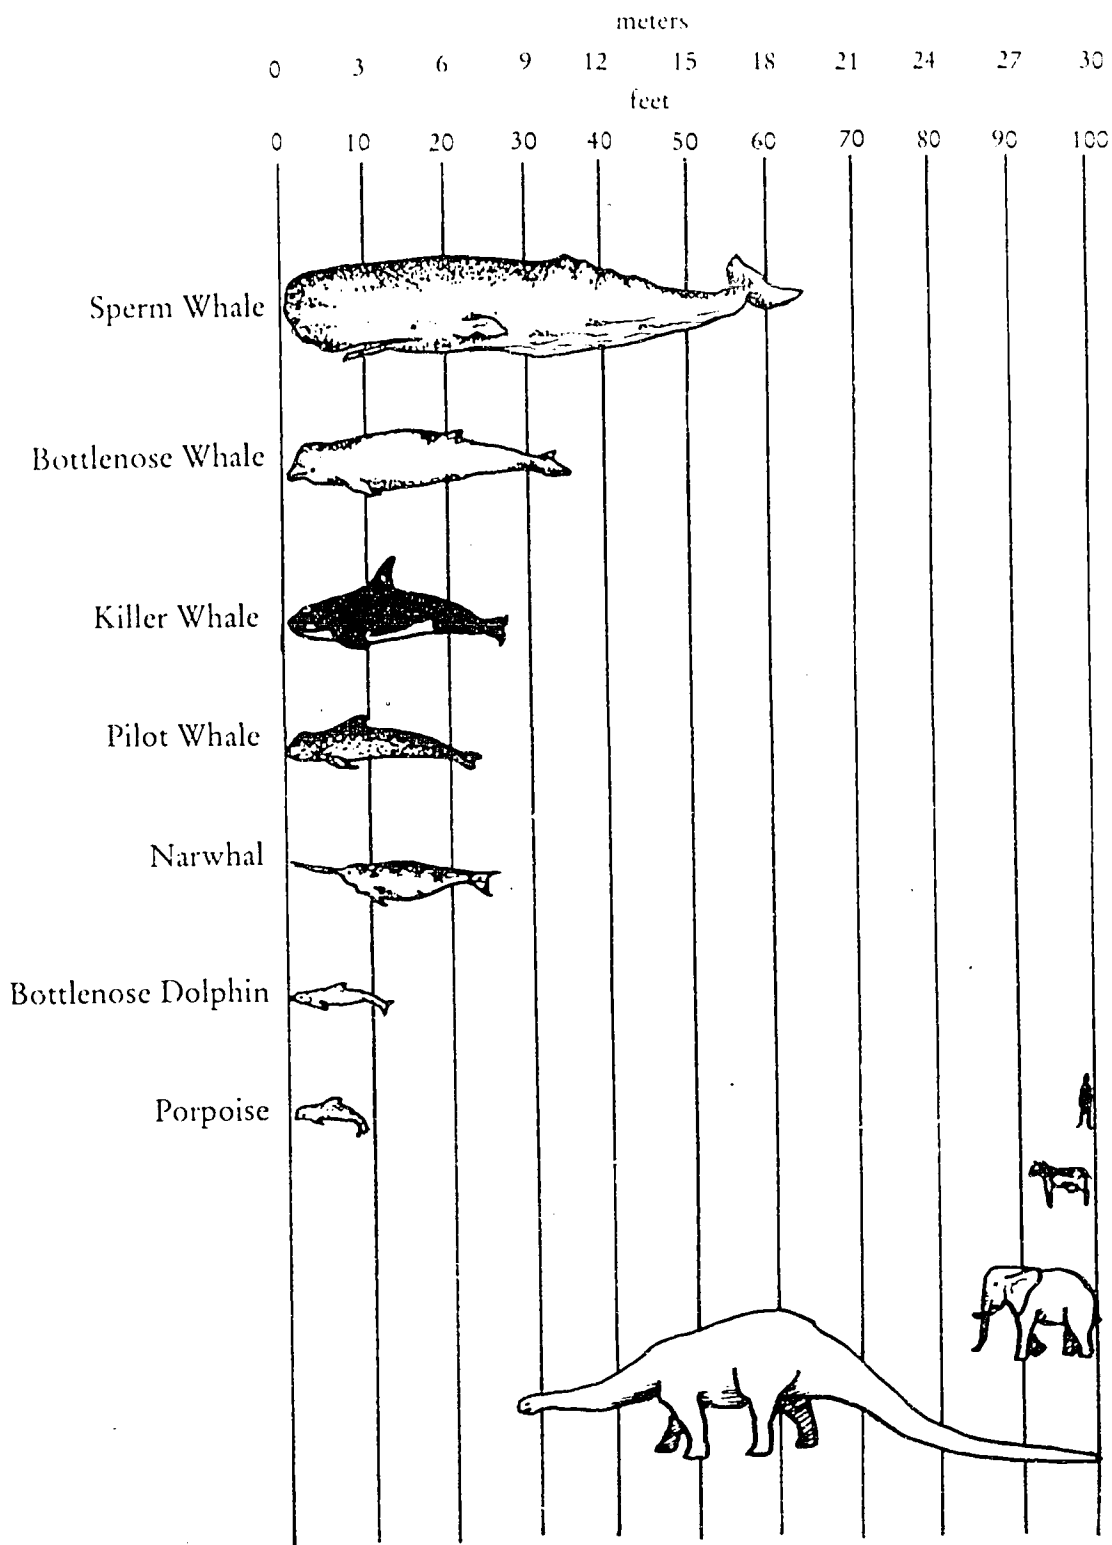 meters
0 3 6 9 12 15 18 21 24 27 30
feet
0 10 20 30 40 50 60 70 80 90 100
Sperm Whale
Bottlenose Whale
Killer Whale
Pilot Whale
Narwhal
Bottlenose Dolphin
Porpoise